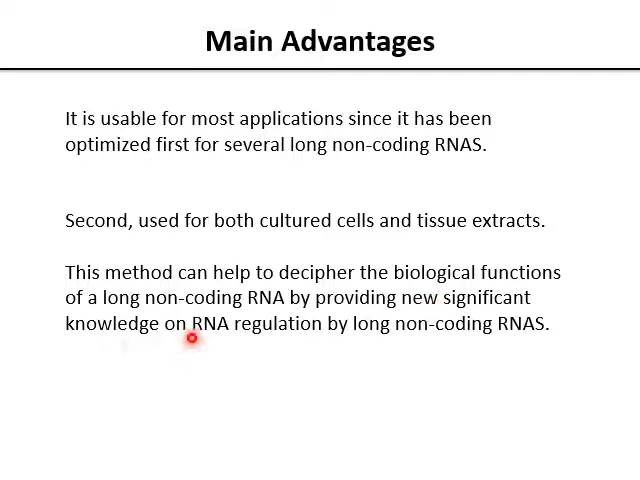 Main Advantages
It is usable for most applications since it has been
optimized first for several long non-coding RNAS.
Second, used for both cultured cells and tissue extracts.
This method can help to decipher the biological functions
of a long non-coding RNA by providing new significant
knowledge on RNA regulation by long non-coding RNAS.